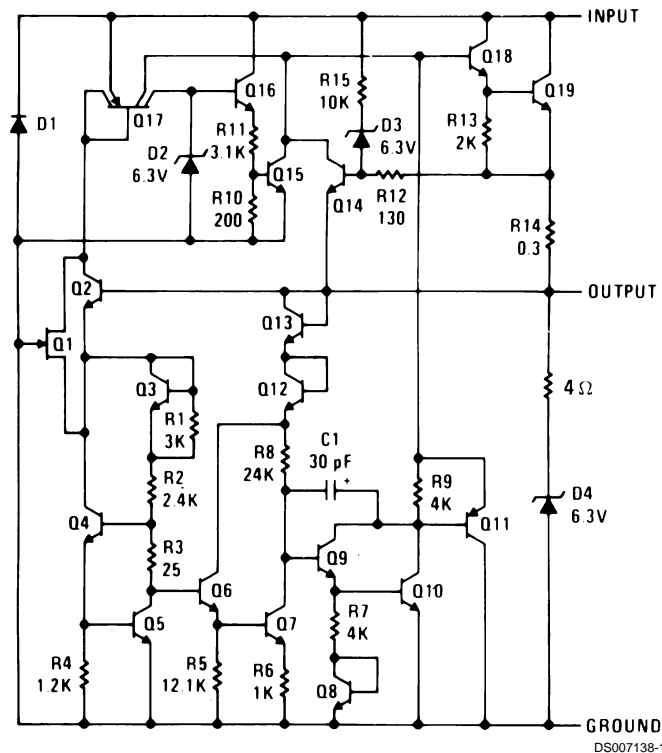 INPUT
Q18
R15
10K
Q16
Q19
D1
Q17
R11
3.1K
D3
6.3V
R13
2K
D2
6.3V
Q15
R10
200
Q14
R12
130
R14
0.3
Q2
OUTPUT
Q13
Q1
Q3
Q12
4Ω
R1
3K
R8
24K
C1
30 pF
+
R9
4K
D4
6.3V
R2
2.4K
Q11
Q4
R3
25
Q6
Q9
Q10
Q5
Q7
R7
4K
R4
1.2K
R5
12.1K
R6
1K
Q8
GROUND
DS007138-1